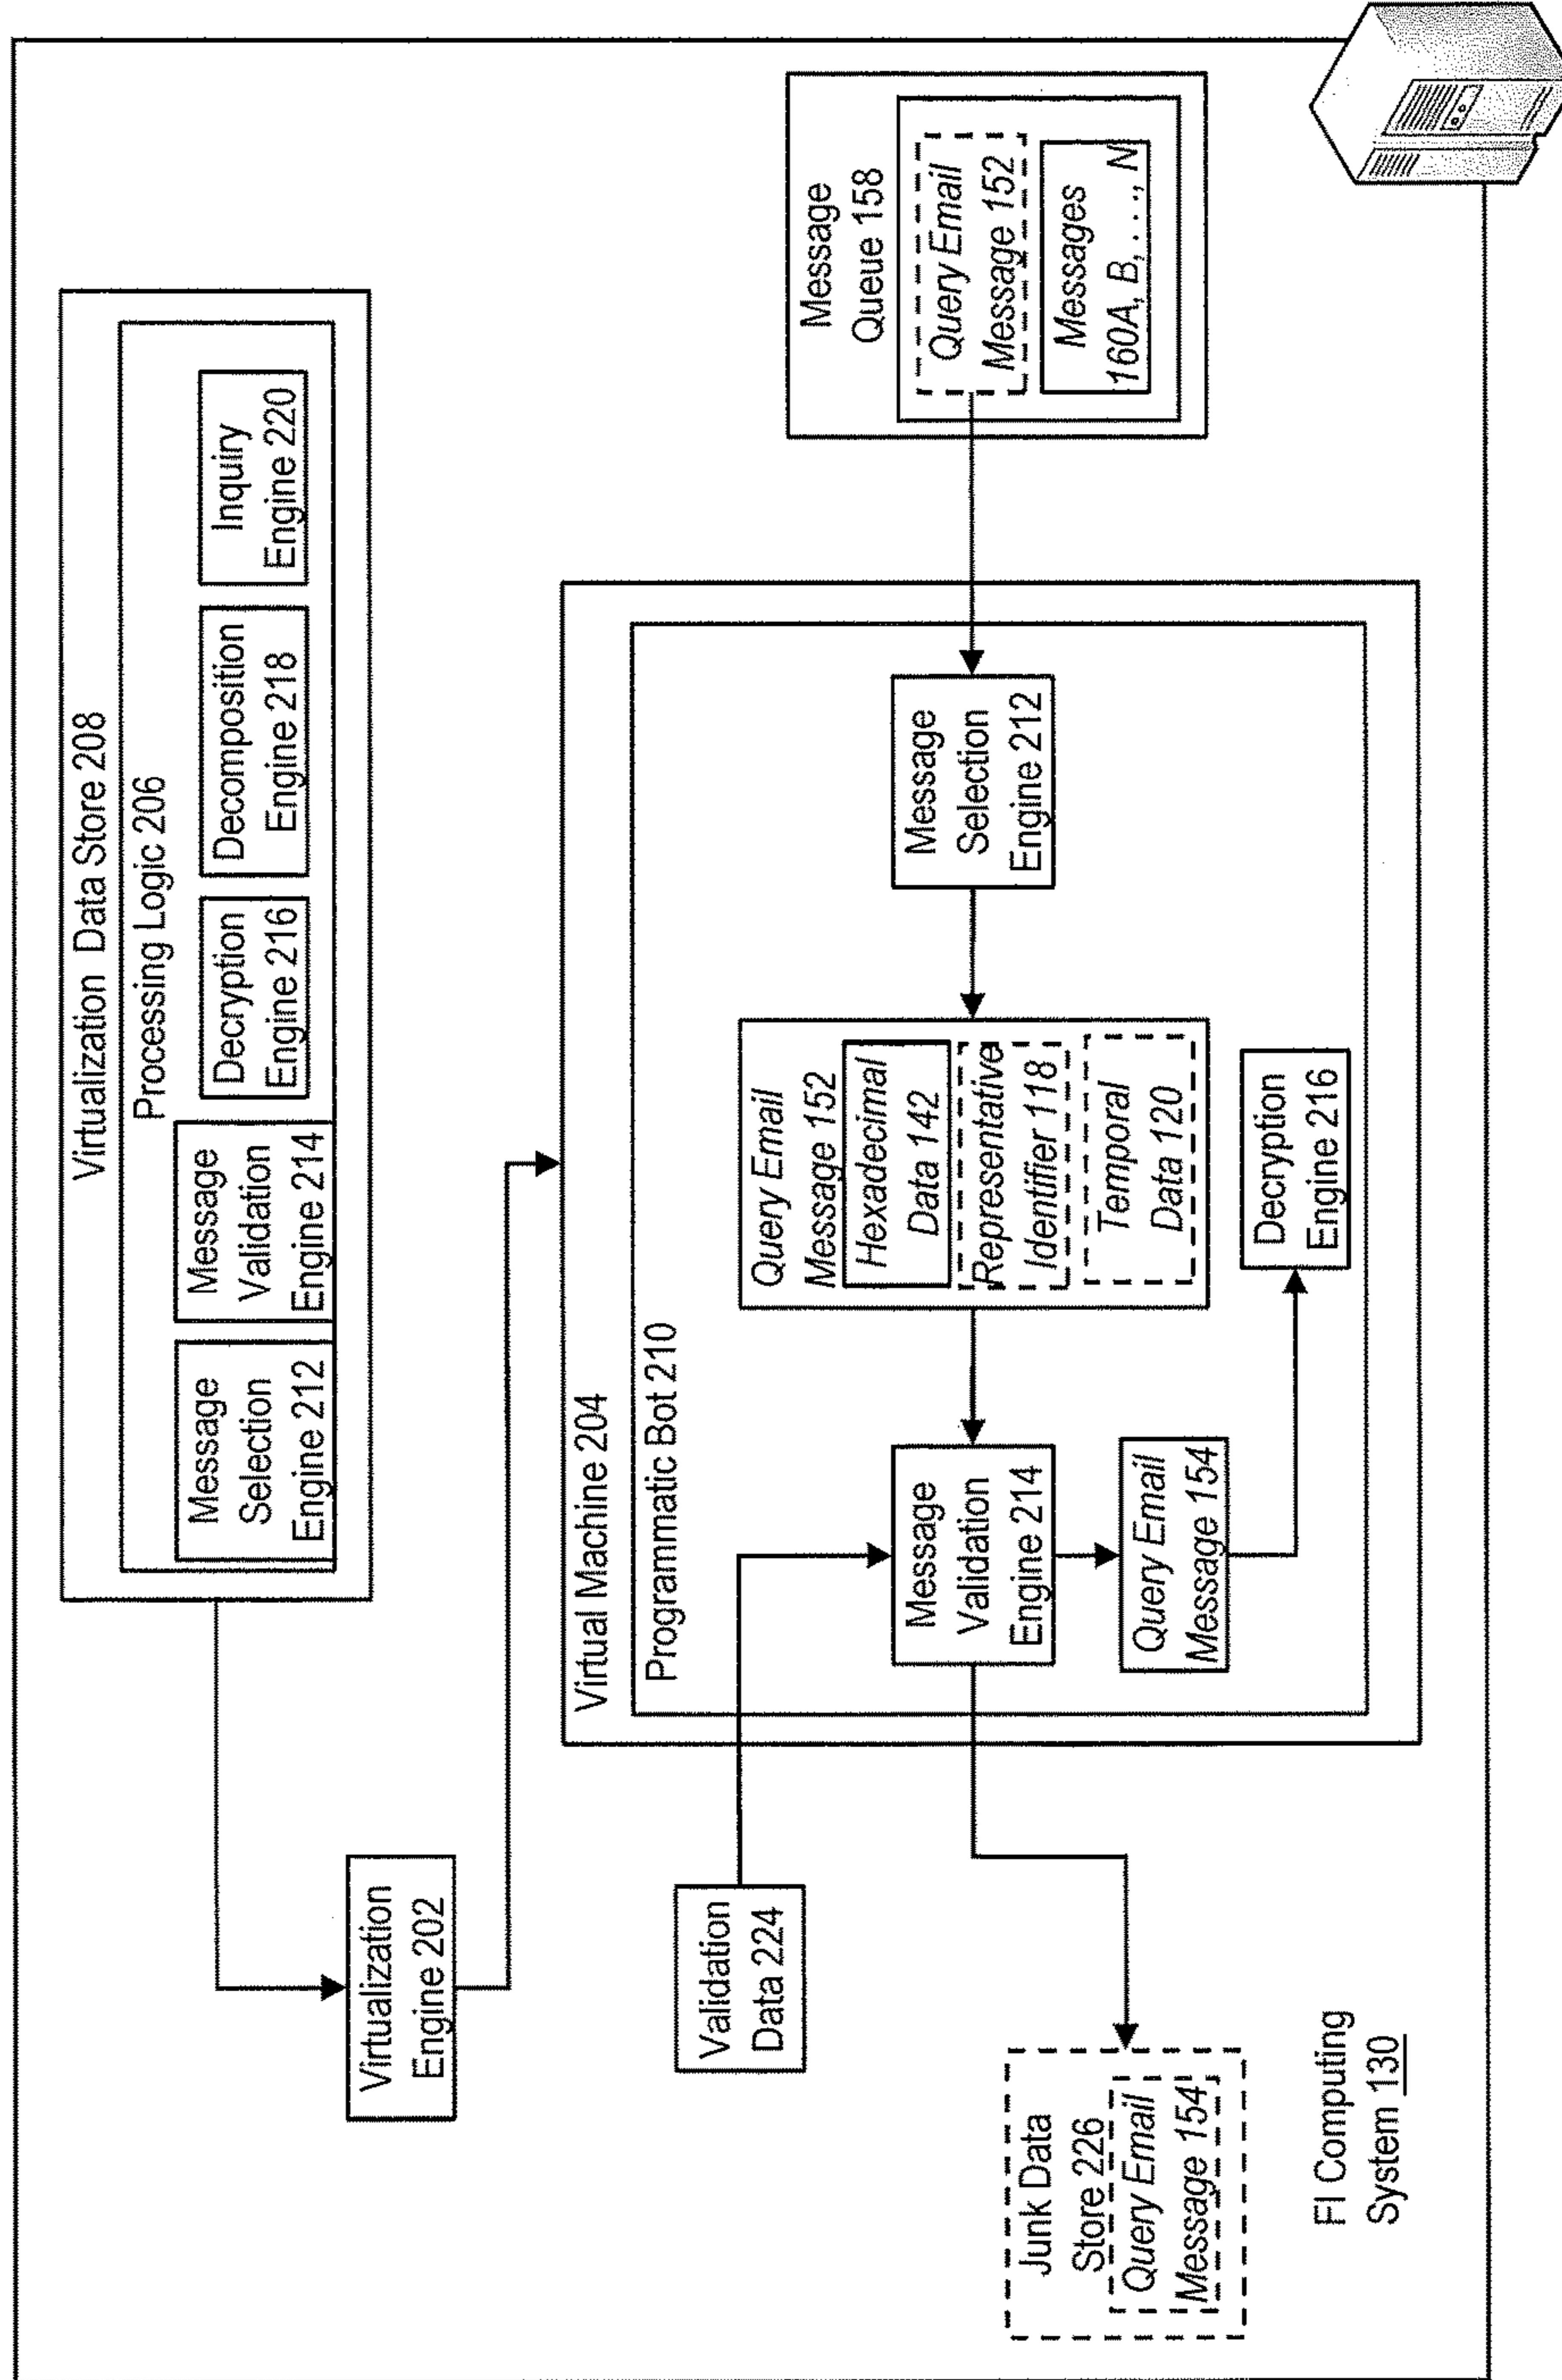 Virtualization Data Store 208
Processing Logic 206
Message
Selection
Engine 212
Message
Validation
Engine 214
Decryption
Engine 216
Decomposition
Engine 218
Inquiry
Engine 220
Virtualization
Engine 202
Virtual Machine 204
Programmatic Bot 210
Validation
Data 224
Message
Validation
Engine 214
Query Email
Message 152
Hexadecimal
Data 142
Representative
Identifier 118
Temporal
Data 120
Message
Selection
Engine 212
Message
Queue 158
Query Email
Message 152
Messages
160A, B, . . ., N
Query Email
Message 154
Decryption
Engine 216
Junk Data
Store 226
Query Email
Message 154
FI Computing
System 130